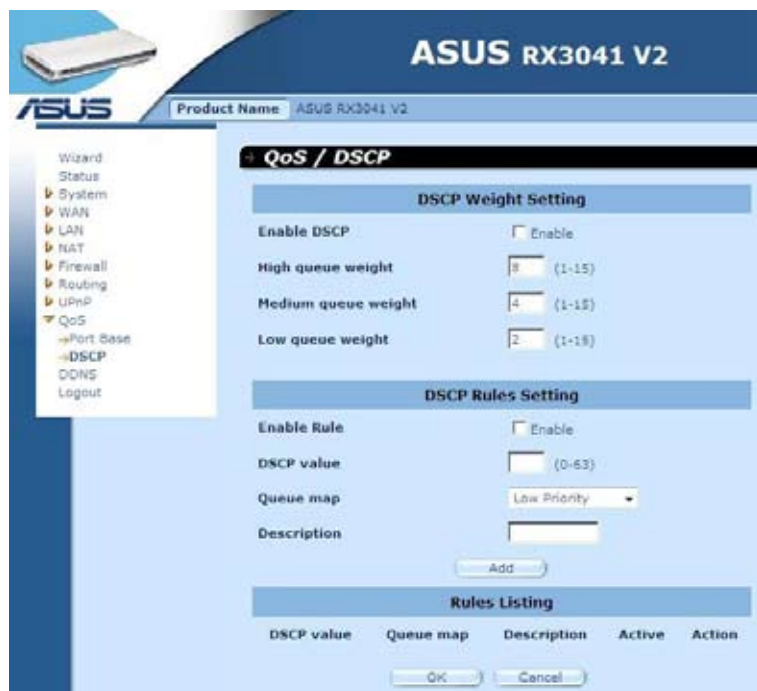 ASUS RX3041 V2
ASUS
Product Name ASUS RX3041 V2
Wizard
Status
System
WAN
LAN
NAT
Firewall
Routing
UPnP
QoS
Port Base
DSCP
DDNS
Logout
QoS / DSCP
DSCP Weight Setting
Enable DSCP Enable
High queue weight 8 (1-15)
Medium queue weight 4 (1-15)
Low queue weight 2 (1-15)
DSCP Rules Setting
Enable Rule Enable
DSCP value (0-63)
Queue map Low Priority
Description
Add
Rules Listing
DSCP value Queue map Description Active Action
OK Cancel